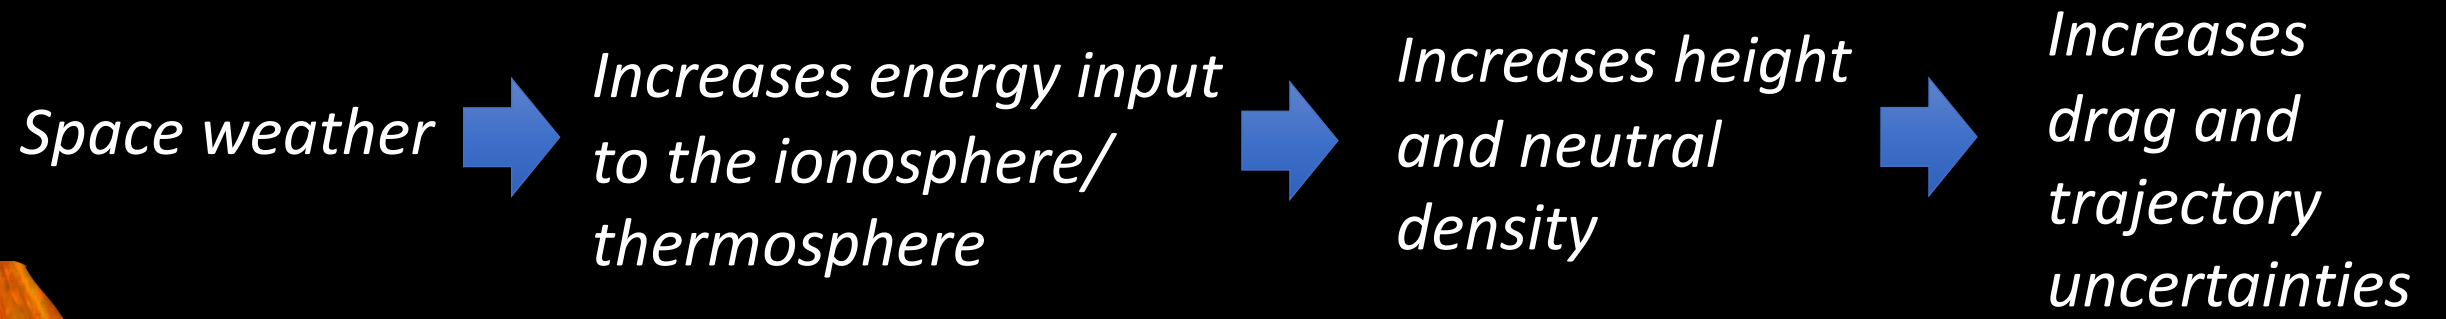 Space weather
Increases energy input
to the ionosphere/
thermosphere
Increases height
and neutral
density
Increases
drag and
trajectory
uncertainties